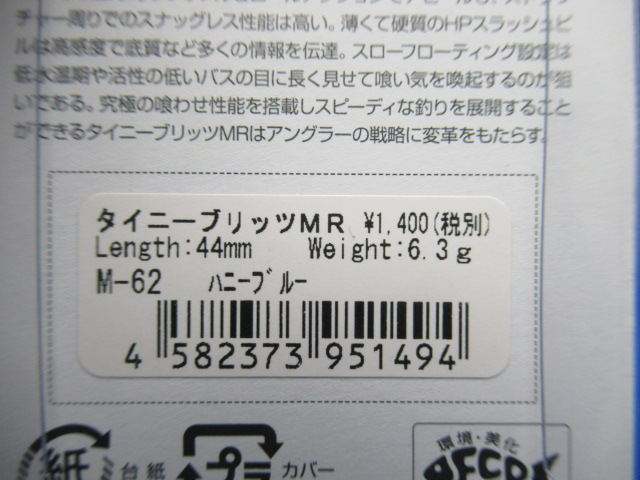 チャー周りでのスナッグレス性能は高い。薄くて硬質のHPスラッシュビ
ルは高感度で底質など多くの情報を伝達。スローフローティング設定は
低水温期や活性の低いバスの目に長く見せて喰い気を喚起するのが狙
いである。究極の喰わせ性能を搭載しスピーディな釣りを展開すること
ができるタイニーブリッツMRはアングラーの戦略に変革をもたらす。
タイニーブリッツMR ¥1,400(税別)
Length:44mm Weight:6.3g
M-62 ﾊﾆｰﾌﾞﾙｰ
4 582373 951494
環境・美化
紙 台紙 プラ カバー